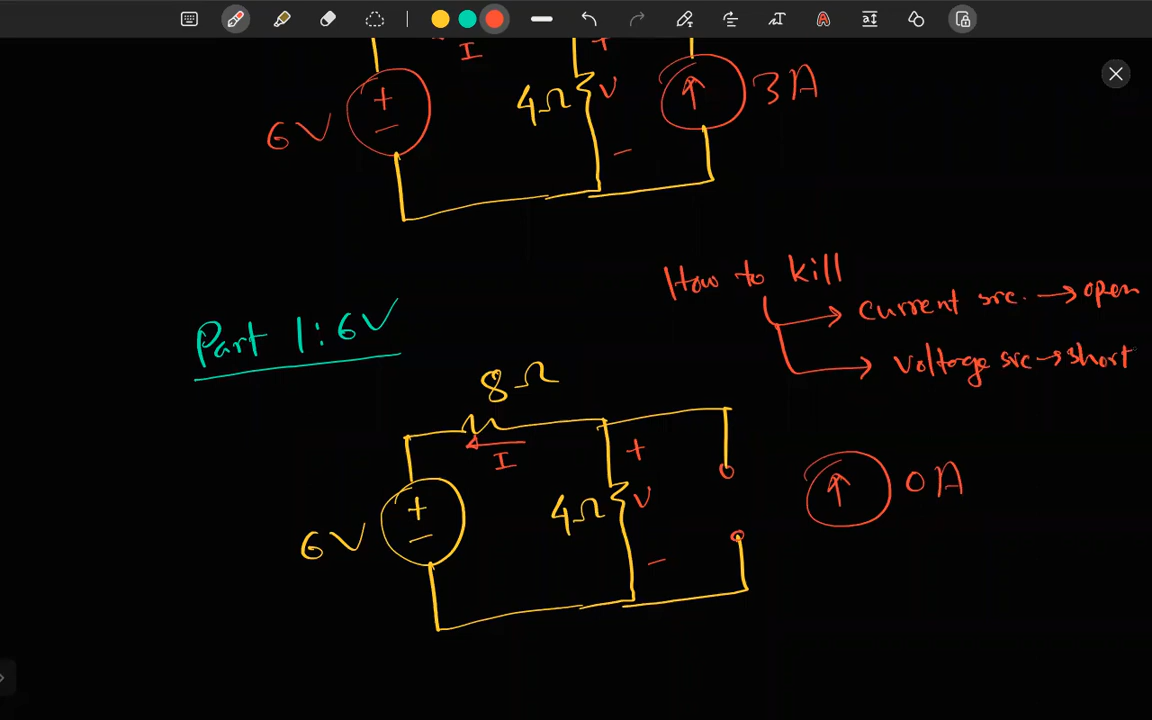 I
+
+
-
6V
4Ω
V
-
↑
3A
How to kill
→ current src. → open
→ Voltage src → short
Part 1: 6V
8Ω
I
+
-
6V
4Ω
+
V
-
↑
0A